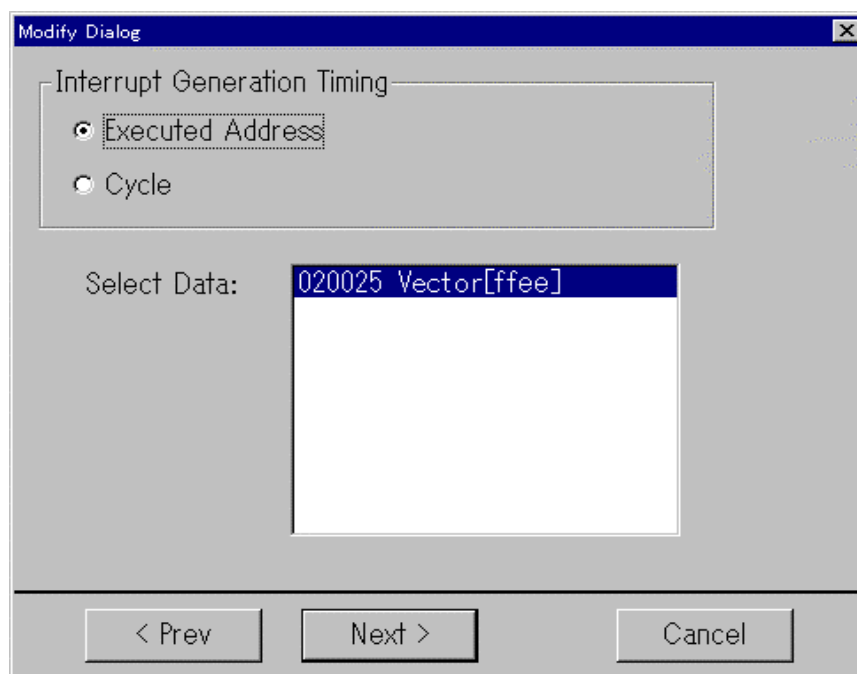 Modify Dialog
Interrupt Generation Timing
Executed Address
Cycle
Select Data:
020025 Vector[ffee]
< Prev
Next >
Cancel